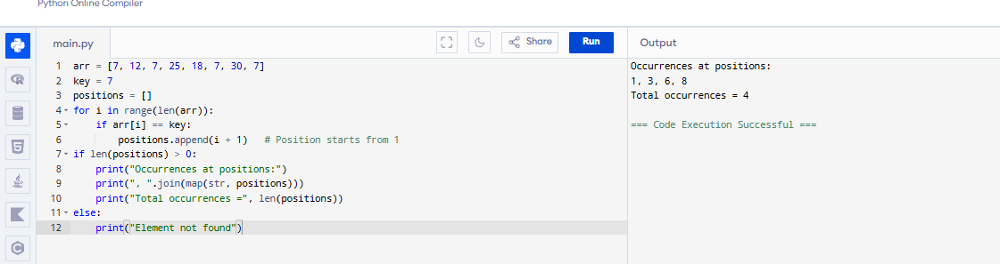 Python Online Compiler
main.py
Share
Run
Output
1 arr = [7, 12, 7, 25, 18, 7, 30, 7]
2 key = 7
3 positions = []
4 for i in range(len(arr)):
5     if arr[i] == key:
6         positions.append(i + 1)   # Position starts from 1
7 if len(positions) > 0:
8     print("Occurrences at positions:")
9     print(", ".join(map(str, positions)))
10     print("Total occurrences =", len(positions))
11 else:
12     print("Element not found")
Occurrences at positions:
1, 3, 6, 8
Total occurrences = 4
=== Code Execution Successful ===